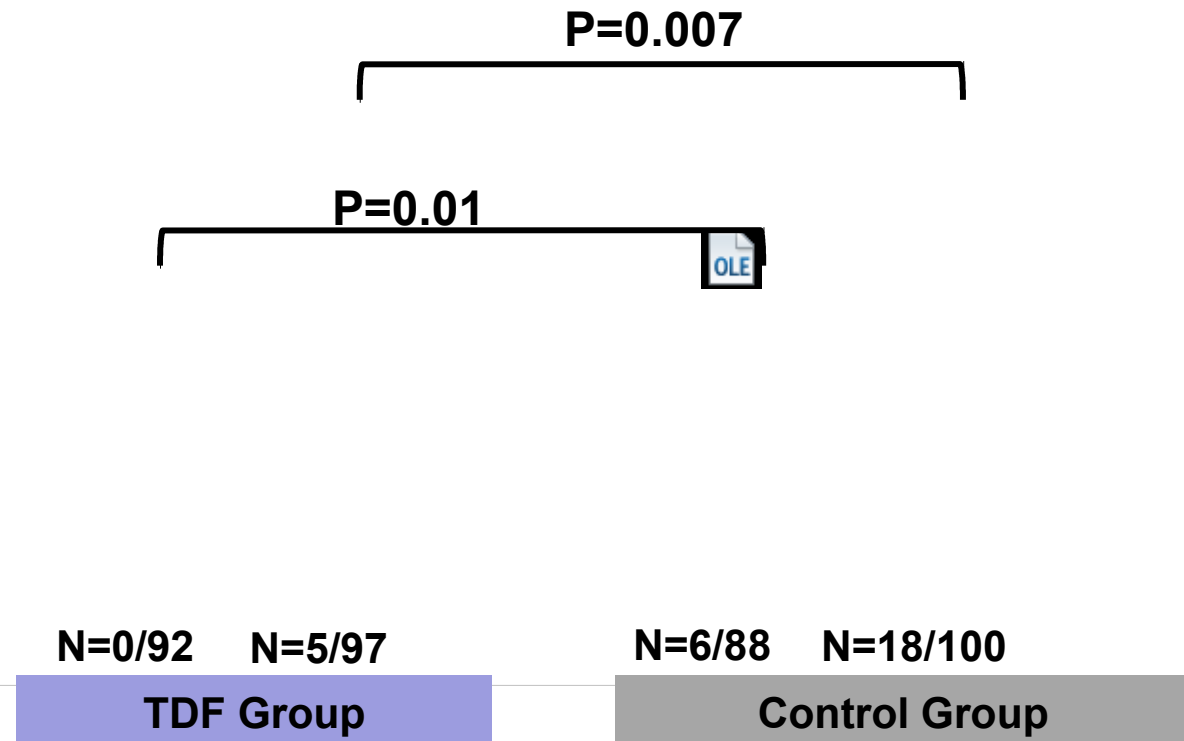 P=0.007
P=0.01
OLE
N=0/92 N=5/97 N=6/88 N=18/100
TDF Group Control Group